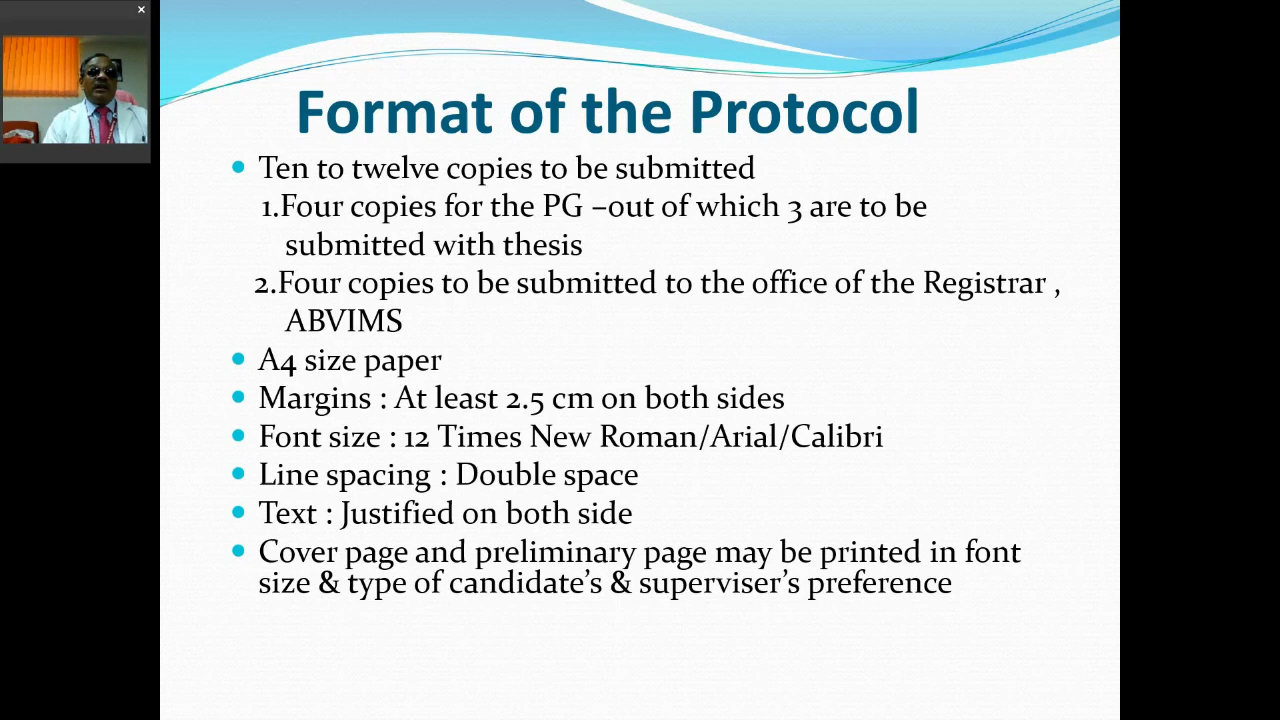 Format of the Protocol
Ten to twelve copies to be submitted
1.Four copies for the PG –out of which 3 are to be
submitted with thesis
2.Four copies to be submitted to the office of the Registrar ,
ABVIMS
A4 size paper
Margins : At least 2.5 cm on both sides
Font size : 12 Times New Roman/Arial/Calibri
Line spacing : Double space
Text : Justified on both side
Cover page and preliminary page may be printed in font
size & type of candidate’s & superviser’s preference